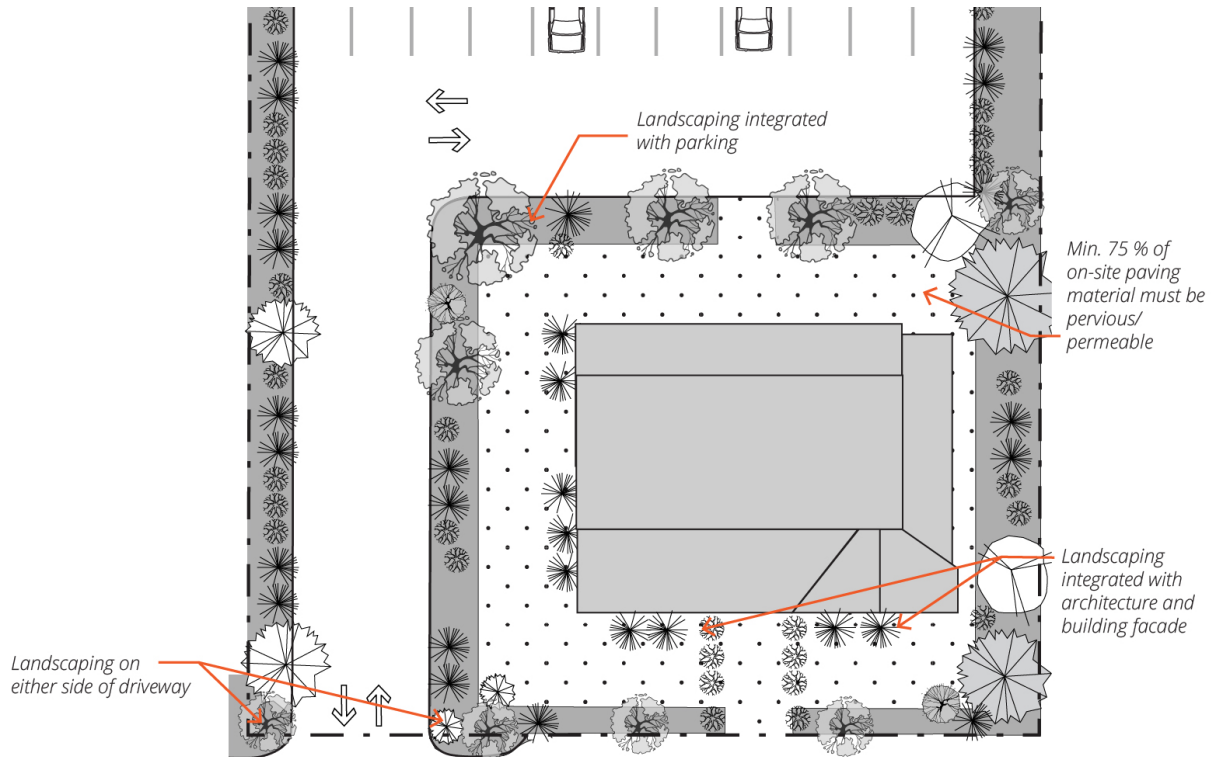 Landscaping integrated
with parking
Min. 75 % of
on-site paving
material must be
pervious/
permeable
Landscaping
integrated with
architecture and
building facade
Landscaping on
either side of driveway